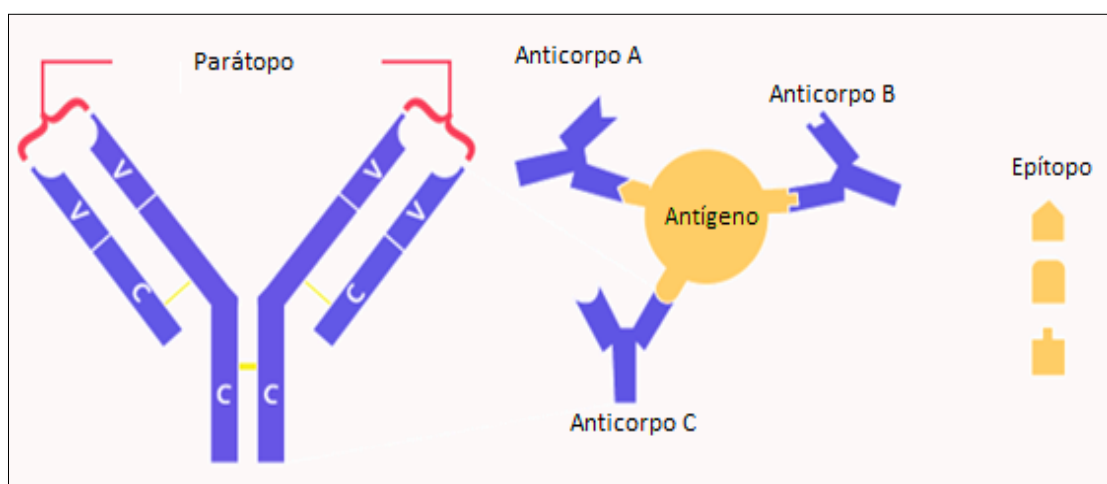 Parátopo
Anticorpo A
Anticorpo B
Epítopo
Antígeno
Anticorpo C
V
V
V
V
C
C
C
C